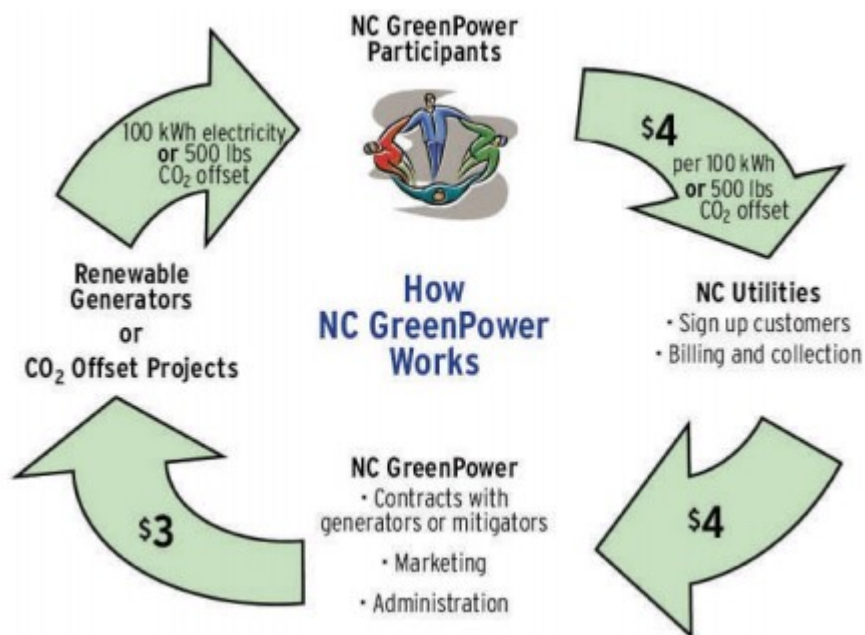 NC GreenPower
Participants
100 kWh electricity
or 500 lbs
CO₂ offset
$4
per 100 kWh
or 500 lbs
CO₂ offset
Renewable
Generators
or
CO₂ Offset Projects
How
NC GreenPower
Works
NC Utilities
· Sign up customers
· Billing and collection
NC GreenPower
· Contracts with
generators or mitigators
· Marketing
· Administration
$3
$4